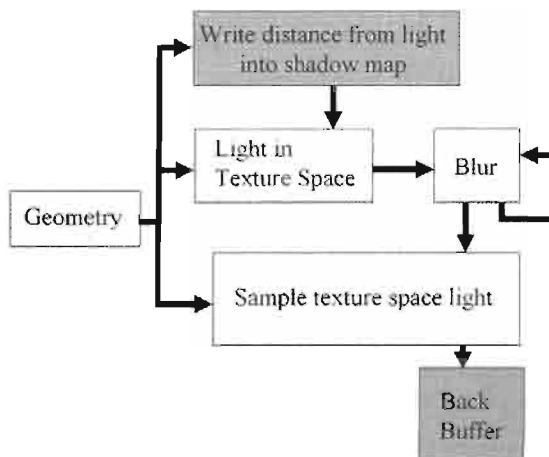 Write distance from light
into shadow map
Light in
Texture Space
Blur
Geometry
Sample texture space light
Back
Buffer